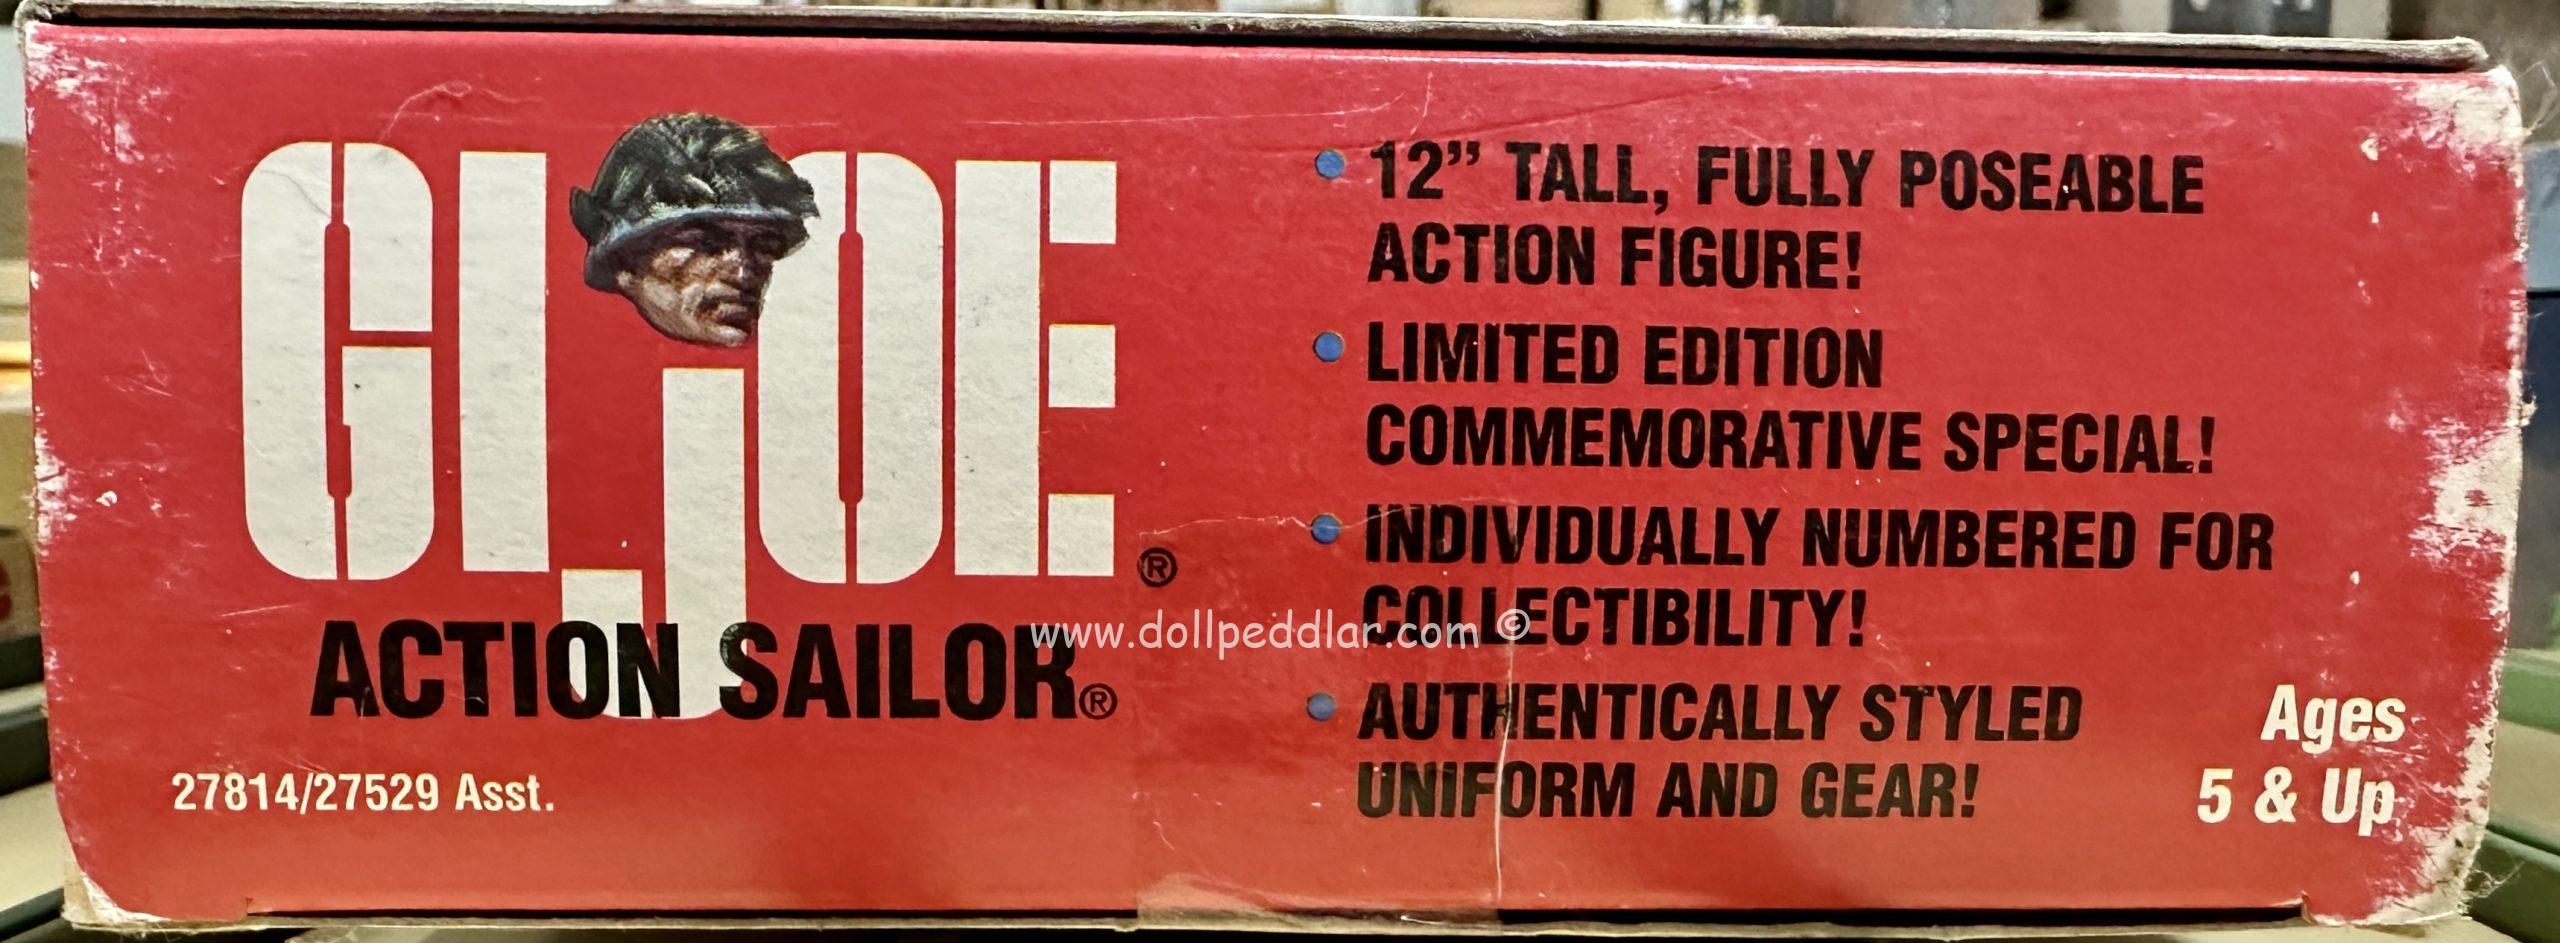 GI JOE®
ACTION SAILOR®
27814/27529 Asst.
• 12” TALL, FULLY POSEABLE
ACTION FIGURE!
• LIMITED EDITION
COMMEMORATIVE SPECIAL!
• INDIVIDUALLY NUMBERED FOR
COLLECTIBILITY!
• AUTHENTICALLY STYLED
UNIFORM AND GEAR!
Ages
5 & Up
www.dollpeddlar.com ©